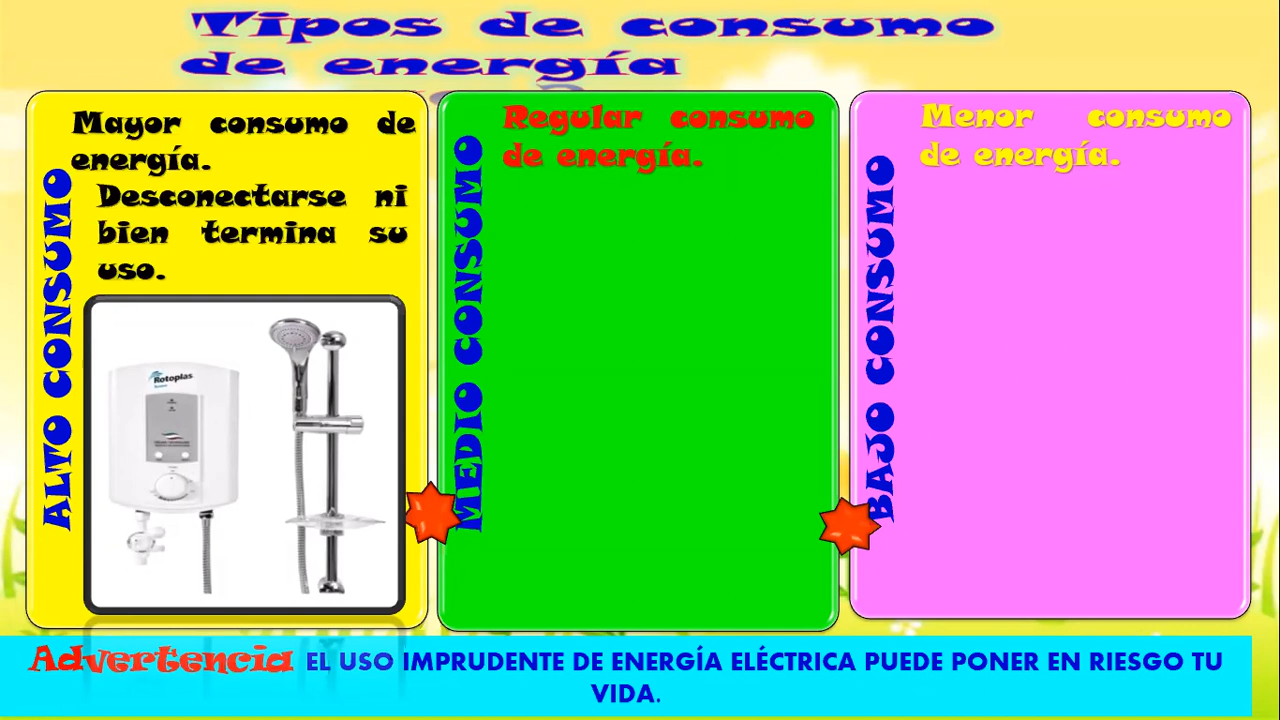 Tipos de consumo
de energía
ALTO CONSUMO
Mayor consumo de
energía.
Desconectarse ni
bien termina su
uso.
Rotoplas
MEDIO CONSUMO
Regular consumo
de energía.
BAJO CONSUMO
Menor consumo
de energía.
Advertencia EL USO IMPRUDENTE DE ENERGÍA ELÉCTRICA PUEDE PONER EN RIESGO TU
VIDA.